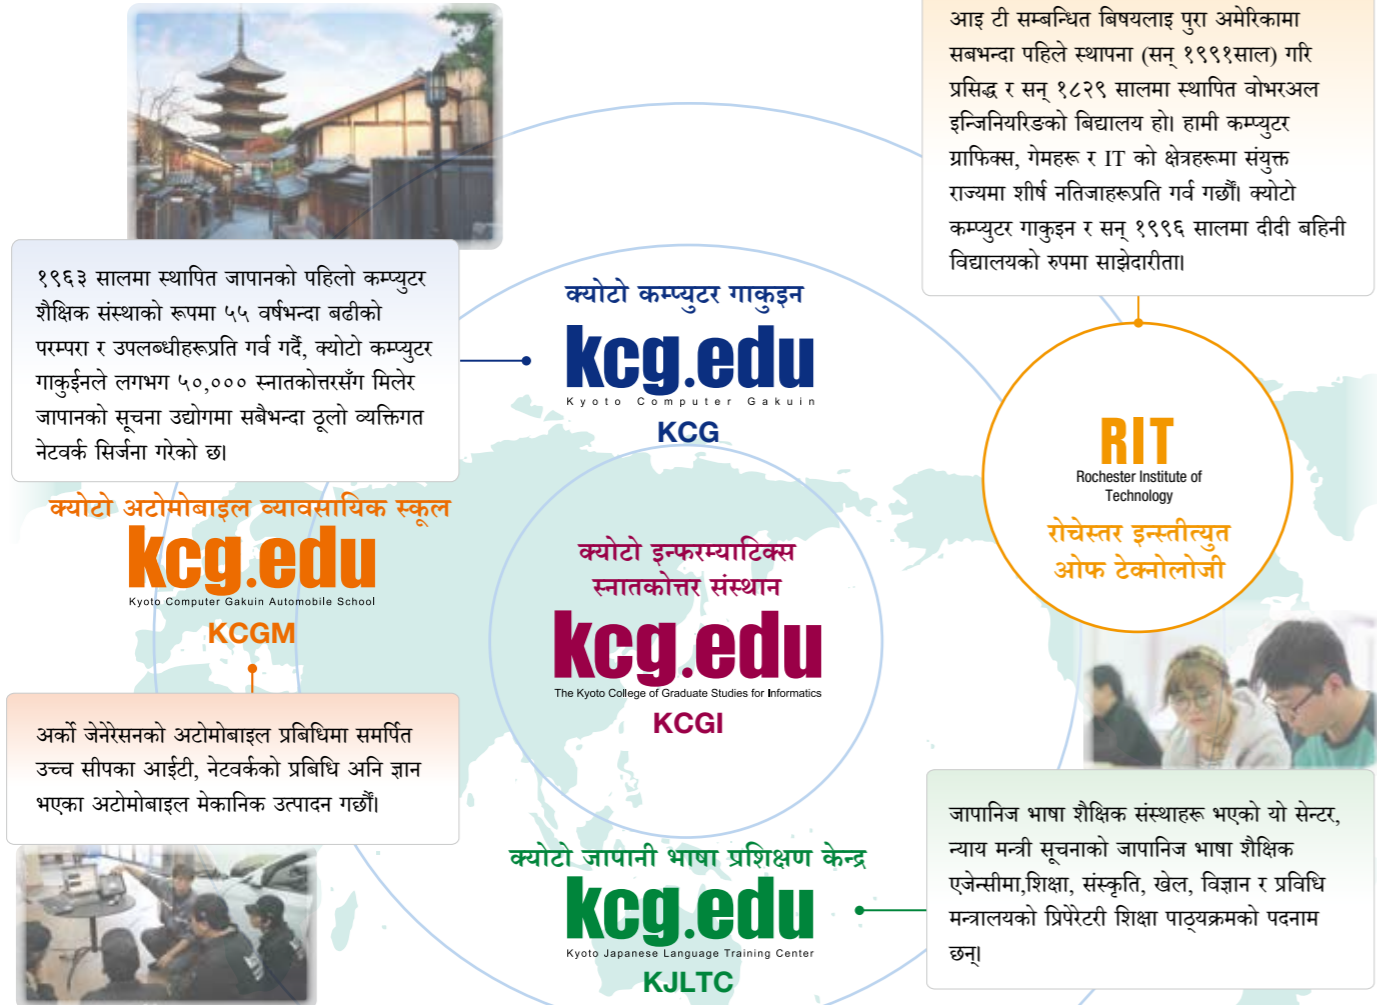 आइ टी सम्बन्धित बिषयलाइ पुरा अमेरिकामा
सबभन्दा पहिले स्थापना (सन् १९९१साल) गरि
प्रसिद्ध र सन् १८२९ सालमा स्थापित वोभरअल
इन्जिनियरिङको बिद्यालय हो। हामी कम्प्युटर
ग्राफिक्स, गेमहरू र IT को क्षेत्रहरूमा संयुक्त
राज्यमा शीर्ष नतिजाहरूप्रति गर्व गर्छौं। क्योटो
कम्प्युटर गाकुइन र सन् १९९६ सालमा दीदी बहिनी
विद्यालयको रुपमा साझेदारीता।
१९६३ सालमा स्थापित जापानको पहिलो कम्प्युटर
शैक्षिक संस्थाको रूपमा ५५ वर्षभन्दा बढीको
परम्परा र उपलब्धीहरूप्रति गर्व गर्दै, क्योटो कम्प्युटर
गाकुईनले लगभग ५०,००० स्नातकोत्तरसँग मिलेर
जापानको सूचना उद्योगमा सबैभन्दा ठूलो व्यक्तिगत
नेटवर्क सिर्जना गरेको छ।
क्योटो कम्प्युटर गाकुइन
kcg.edu
Kyoto Computer Gakuin
KCG
RIT
Rochester Institute of
Technology
रोचेस्तर इन्स्तीत्युत
ओफ टेक्नोलोजी
क्योटो अटोमोबाइल व्यावसायिक स्कूल
kcg.edu
Kyoto Computer Gakuin Automobile School
KCGM
क्योटो इन्फरम्याटिक्स
स्नातकोत्तर संस्थान
kcg.edu
The Kyoto College of Graduate Studies for Informatics
KCGI
अर्को जेनेरेसनको अटोमोबाइल प्रबिधिमा समर्पित
उच्च सीपका आईटी, नेटवर्कको प्रबिधि अनि ज्ञान
भएका अटोमोबाइल मेकानिक उत्पादन गर्छौं।
क्योटो जापानी भाषा प्रशिक्षण केन्द्र
kcg.edu
Kyoto Japanese Language Training Center
KJLTC
जापानिज भाषा शैक्षिक संस्थाहरू भएको यो सेन्टर,
न्याय मन्त्री सूचनाको जापानिज भाषा शैक्षिक
एजेन्सीमा,शिक्षा, संस्कृति, खेल, विज्ञान र प्रविधि
मन्त्रालयको प्रिपेरेटरी शिक्षा पाठ्यक्रमको पदनाम
छन्।